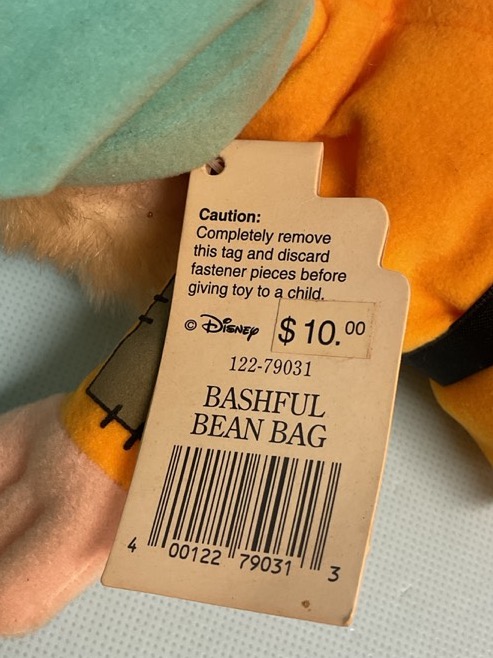 Caution:
Completely remove
this tag and discard
fastener pieces before
giving toy to a child.
© Disney $10.00
122-79031
BASHFUL
BEAN BAG
4 00122 79031 3